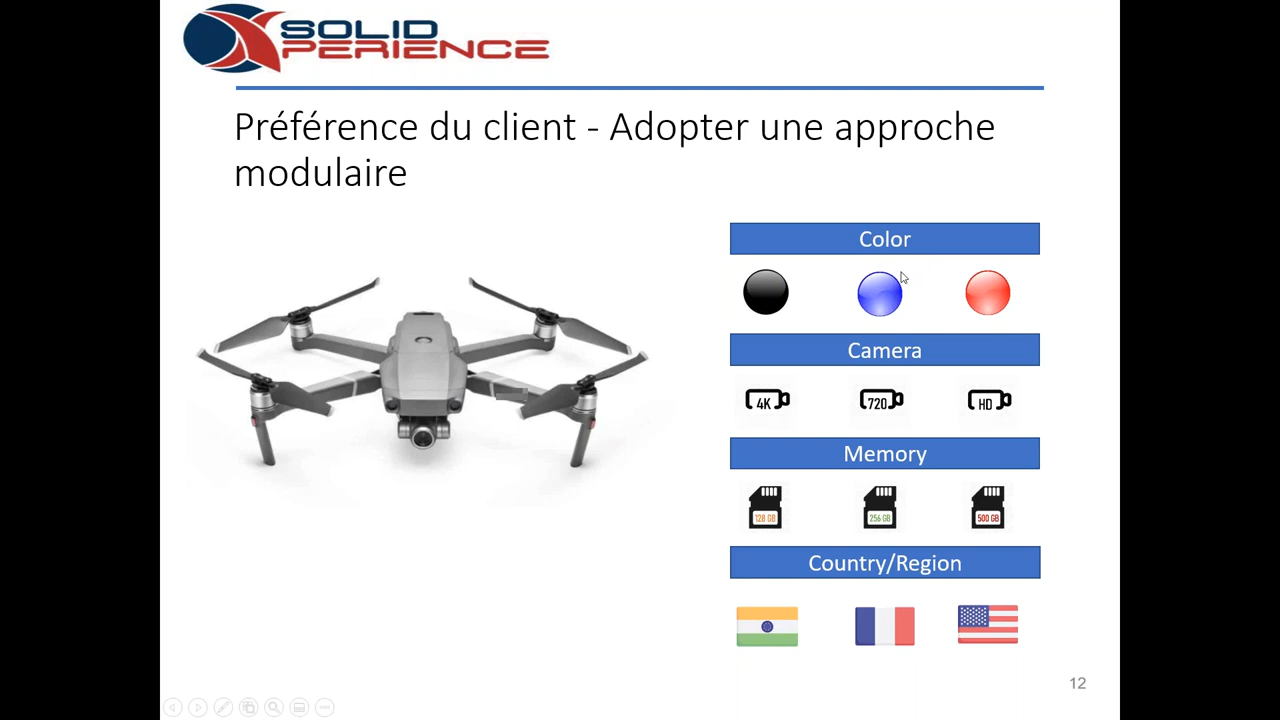 SOLID
XPERIENCE
Préférence du client - Adopter une approche
modulaire
Color
Camera
4K 720 HD
Memory
128 GB 256 GB 500 GB
Country/Region
12